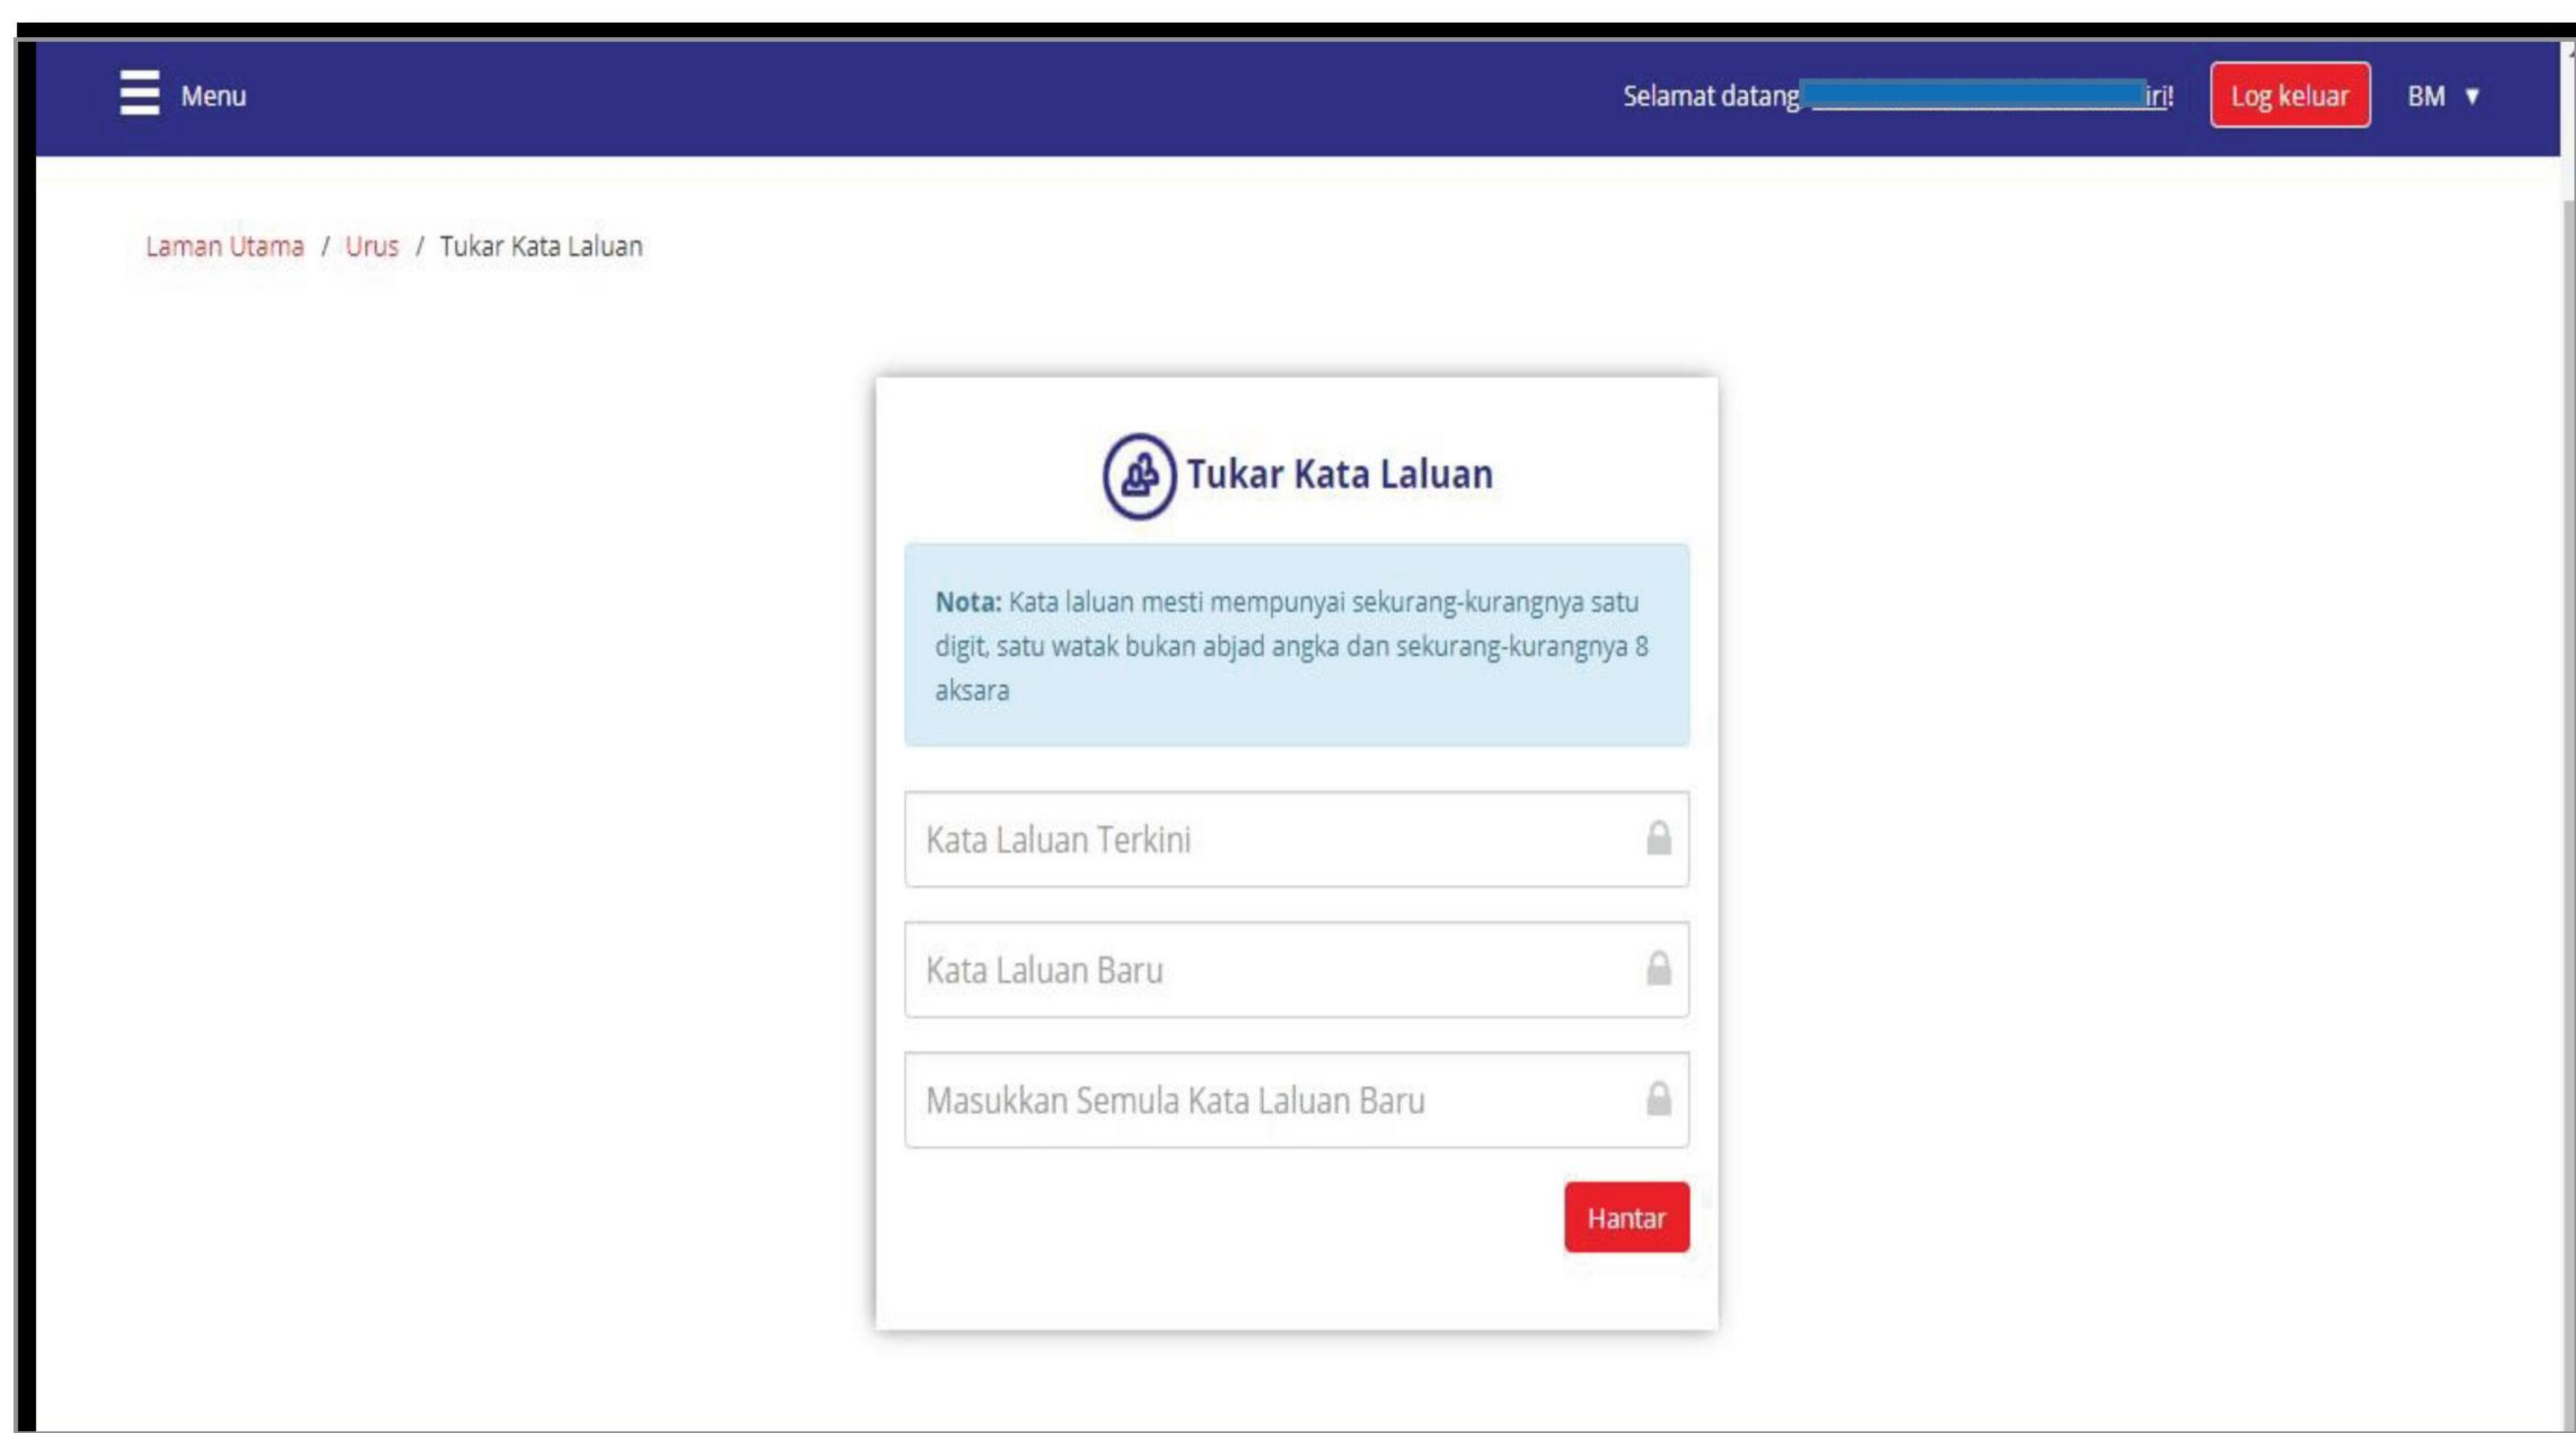 Menu
Selamat datang iri!
Log keluar
BM
Laman Utama / Urus / Tukar Kata Laluan
Tukar Kata Laluan
Nota: Kata laluan mesti mempunyai sekurang-kurangnya satu
digit, satu watak bukan abjad angka dan sekurang-kurangnya 8
aksara
Kata Laluan Terkini
Kata Laluan Baru
Masukkan Semula Kata Laluan Baru
Hantar